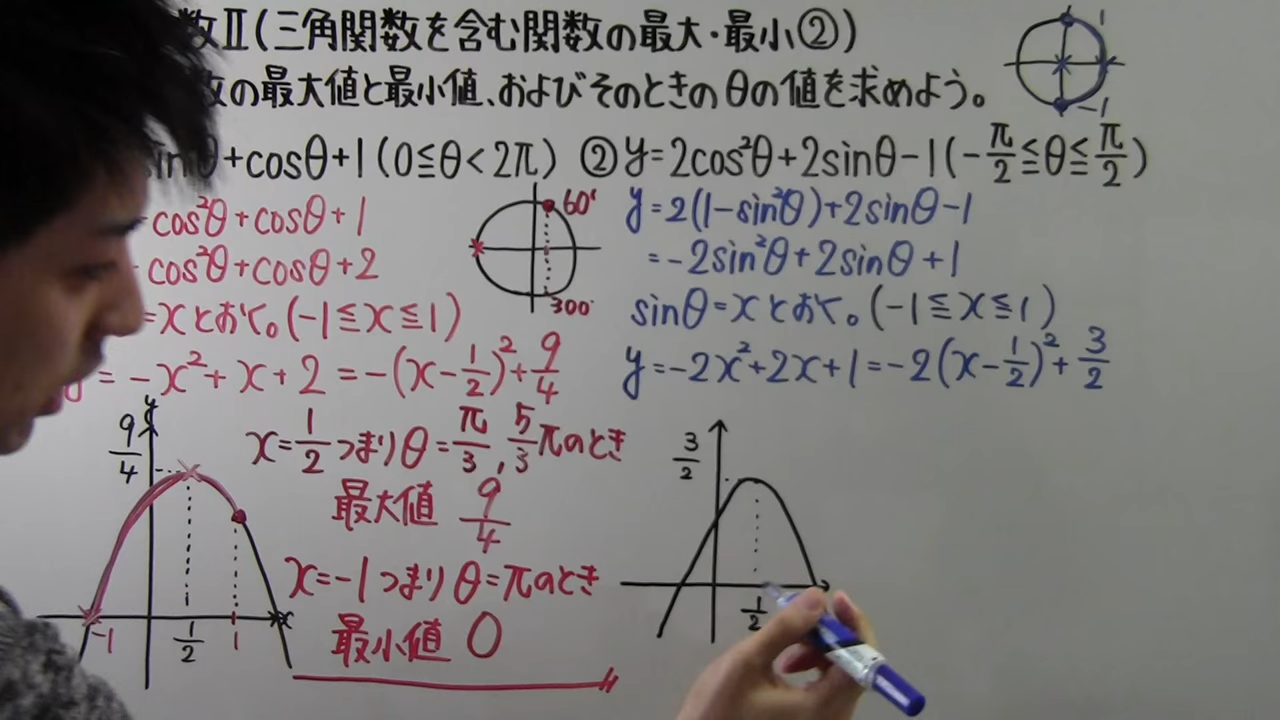 数Ⅱ(三角関数を含む関数の最大・最小②)
数の最大値と最小値、およびそのときのθの値を求めよう。
1
-1
sin²θ+cosθ+1(0≦θ<2π)
-cos²θ+cosθ+1
-cos²θ+cosθ+2
=xとおく。(-1≦x≦1)
y=-x²+x+2=-(x-1/2)²+9/4
60°
300°
y
9/4
-1
1/2
1
x
x=1/2つまりθ=π/3,5/3πのとき
最大値 9/4
x=-1つまりθ=πのとき
最小値 0
②y=2cos²θ+2sinθ-1(-π/2≦θ≦π/2)
y=2(1-sin²θ)+2sinθ-1
=-2sin²θ+2sinθ+1
sinθ=xとおく。(-1≦x≦1)
y=-2x²+2x+1=-2(x-1/2)²+3/2
3/2
1/2